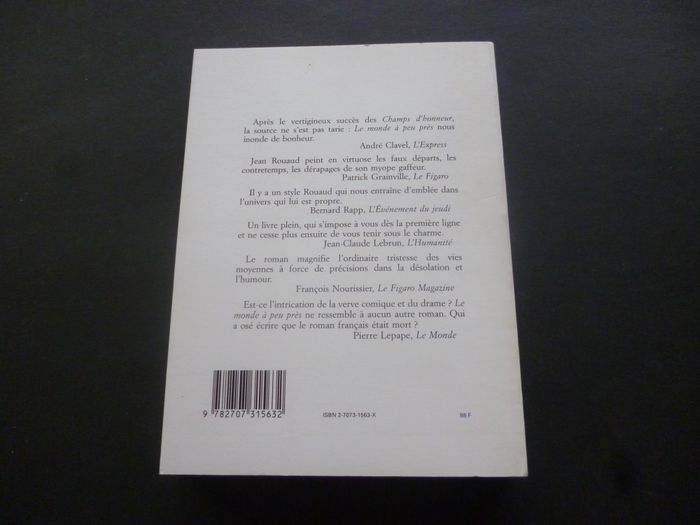 Après le vertigineux succès des Champs d'honneur,
la source ne s'est pas tarie : Le monde à peu près nous
inonde de bonheur.
André Clavel, L'Express
Jean Rouaud peint en virtuose les faux départs, les
contretemps, les dérapages de son myope gaffeur.
Patrick Grainville, Le Figaro
Il y a un style Rouaud qui nous entraîne d'emblée dans
l'univers qui lui est propre.
Bernard Rapp, L'Événement du jeudi
Un livre plein, qui s'impose à vous dès la première ligne
et ne cesse plus ensuite de vous tenir sous le charme.
Jean-Claude Lebrun, L'Humanité
Le roman magnifie l'ordinaire tristesse des vies
moyennes à force de précisions dans la désolation et
l'humour.
François Nourissier, Le Figaro Magazine
Est-ce l'intrication de la verve comique et du drame ? Le
monde à peu près ne ressemble à aucun autre roman. Qui
a osé écrire que le roman français était mort ?
Pierre Lepape, Le Monde
9 782707 315632
ISBN 2-7073-1563-X
98 F